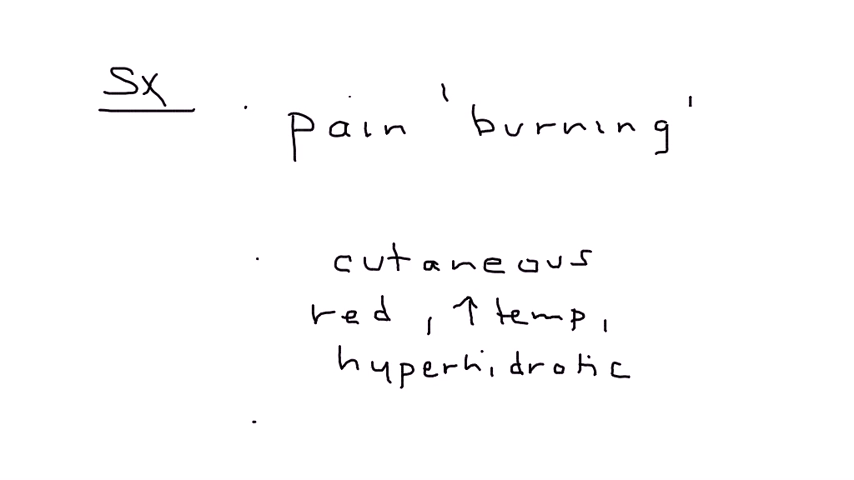 Sx
· pain 'burning'
· cutaneous
red, ↑ temp,
hyperhidrotic
·